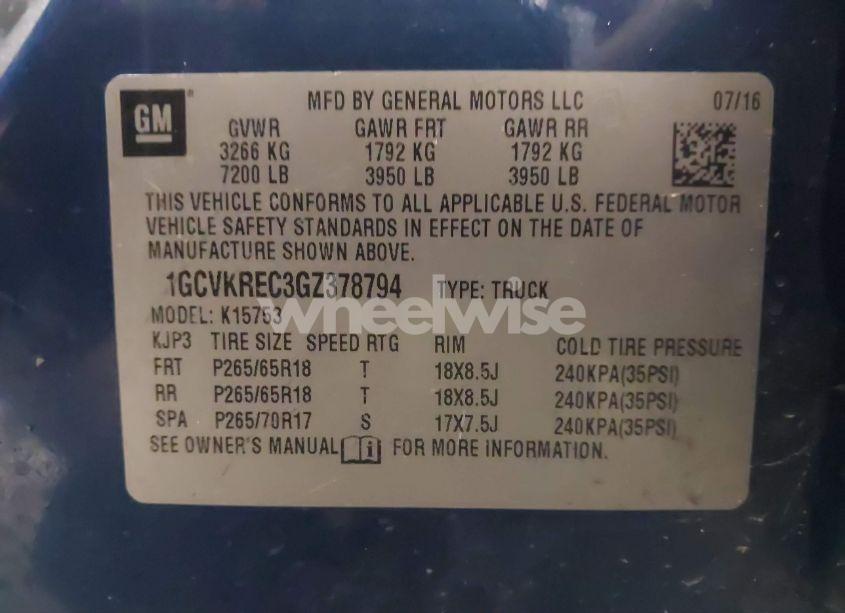 GM ®
MFD BY GENERAL MOTORS LLC 07/16
GVWR GAWR FRT GAWR RR
3266 KG 1792 KG 1792 KG
7200 LB 3950 LB 3950 LB
THIS VEHICLE CONFORMS TO ALL APPLICABLE U.S. FEDERAL MOTOR
VEHICLE SAFETY STANDARDS IN EFFECT ON THE DATE OF
MANUFACTURE SHOWN ABOVE.
1GCVKREC3GZ378794 TYPE: TRUCK
wheelwise
MODEL: K15753
KJP3 TIRE SIZE SPEED RTG RIM COLD TIRE PRESSURE
FRT P265/65R18 T 18X8.5J 240KPA(35PSI)
RR P265/65R18 T 18X8.5J 240KPA(35PSI)
SPA P265/70R17 S 17X7.5J 240KPA(35PSI)
SEE OWNER'S MANUAL i FOR MORE INFORMATION.